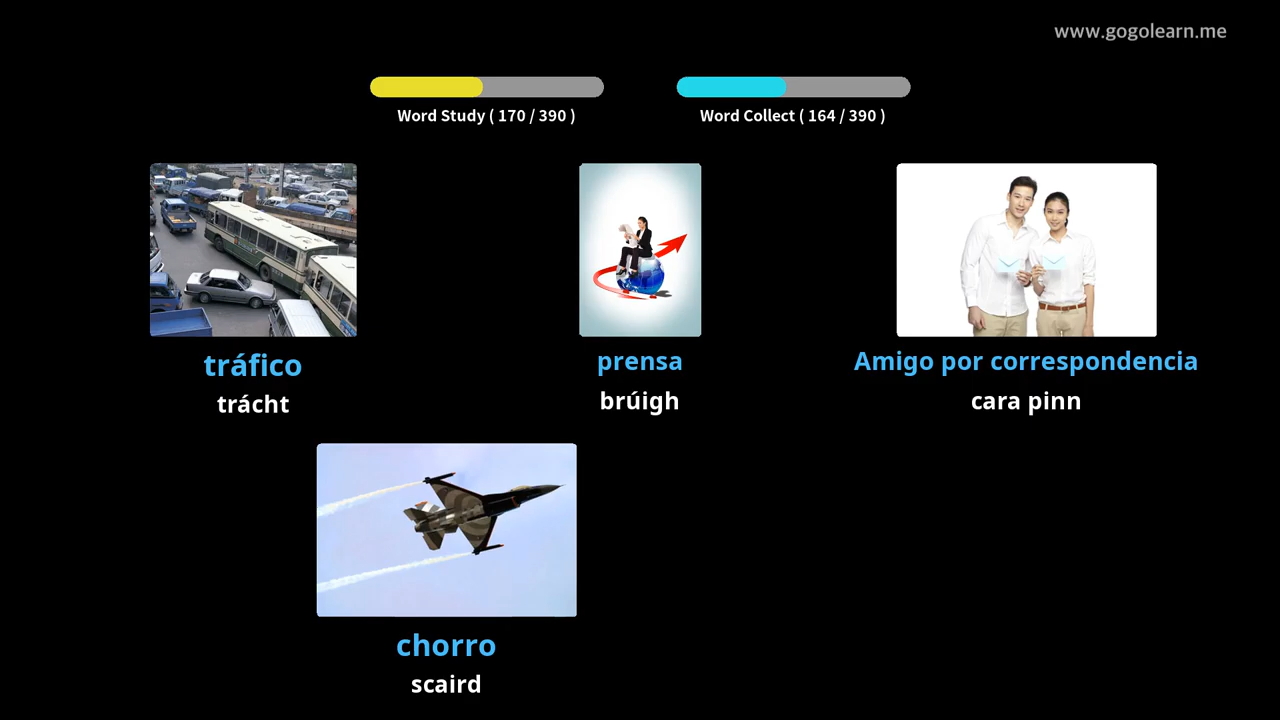 www.gogolearn.me
Word Study ( 170 / 390 )
Word Collect ( 164 / 390 )
tráfico
trácht
prensa
brúigh
Amigo por correspondencia
cara pinn
chorro
scaird